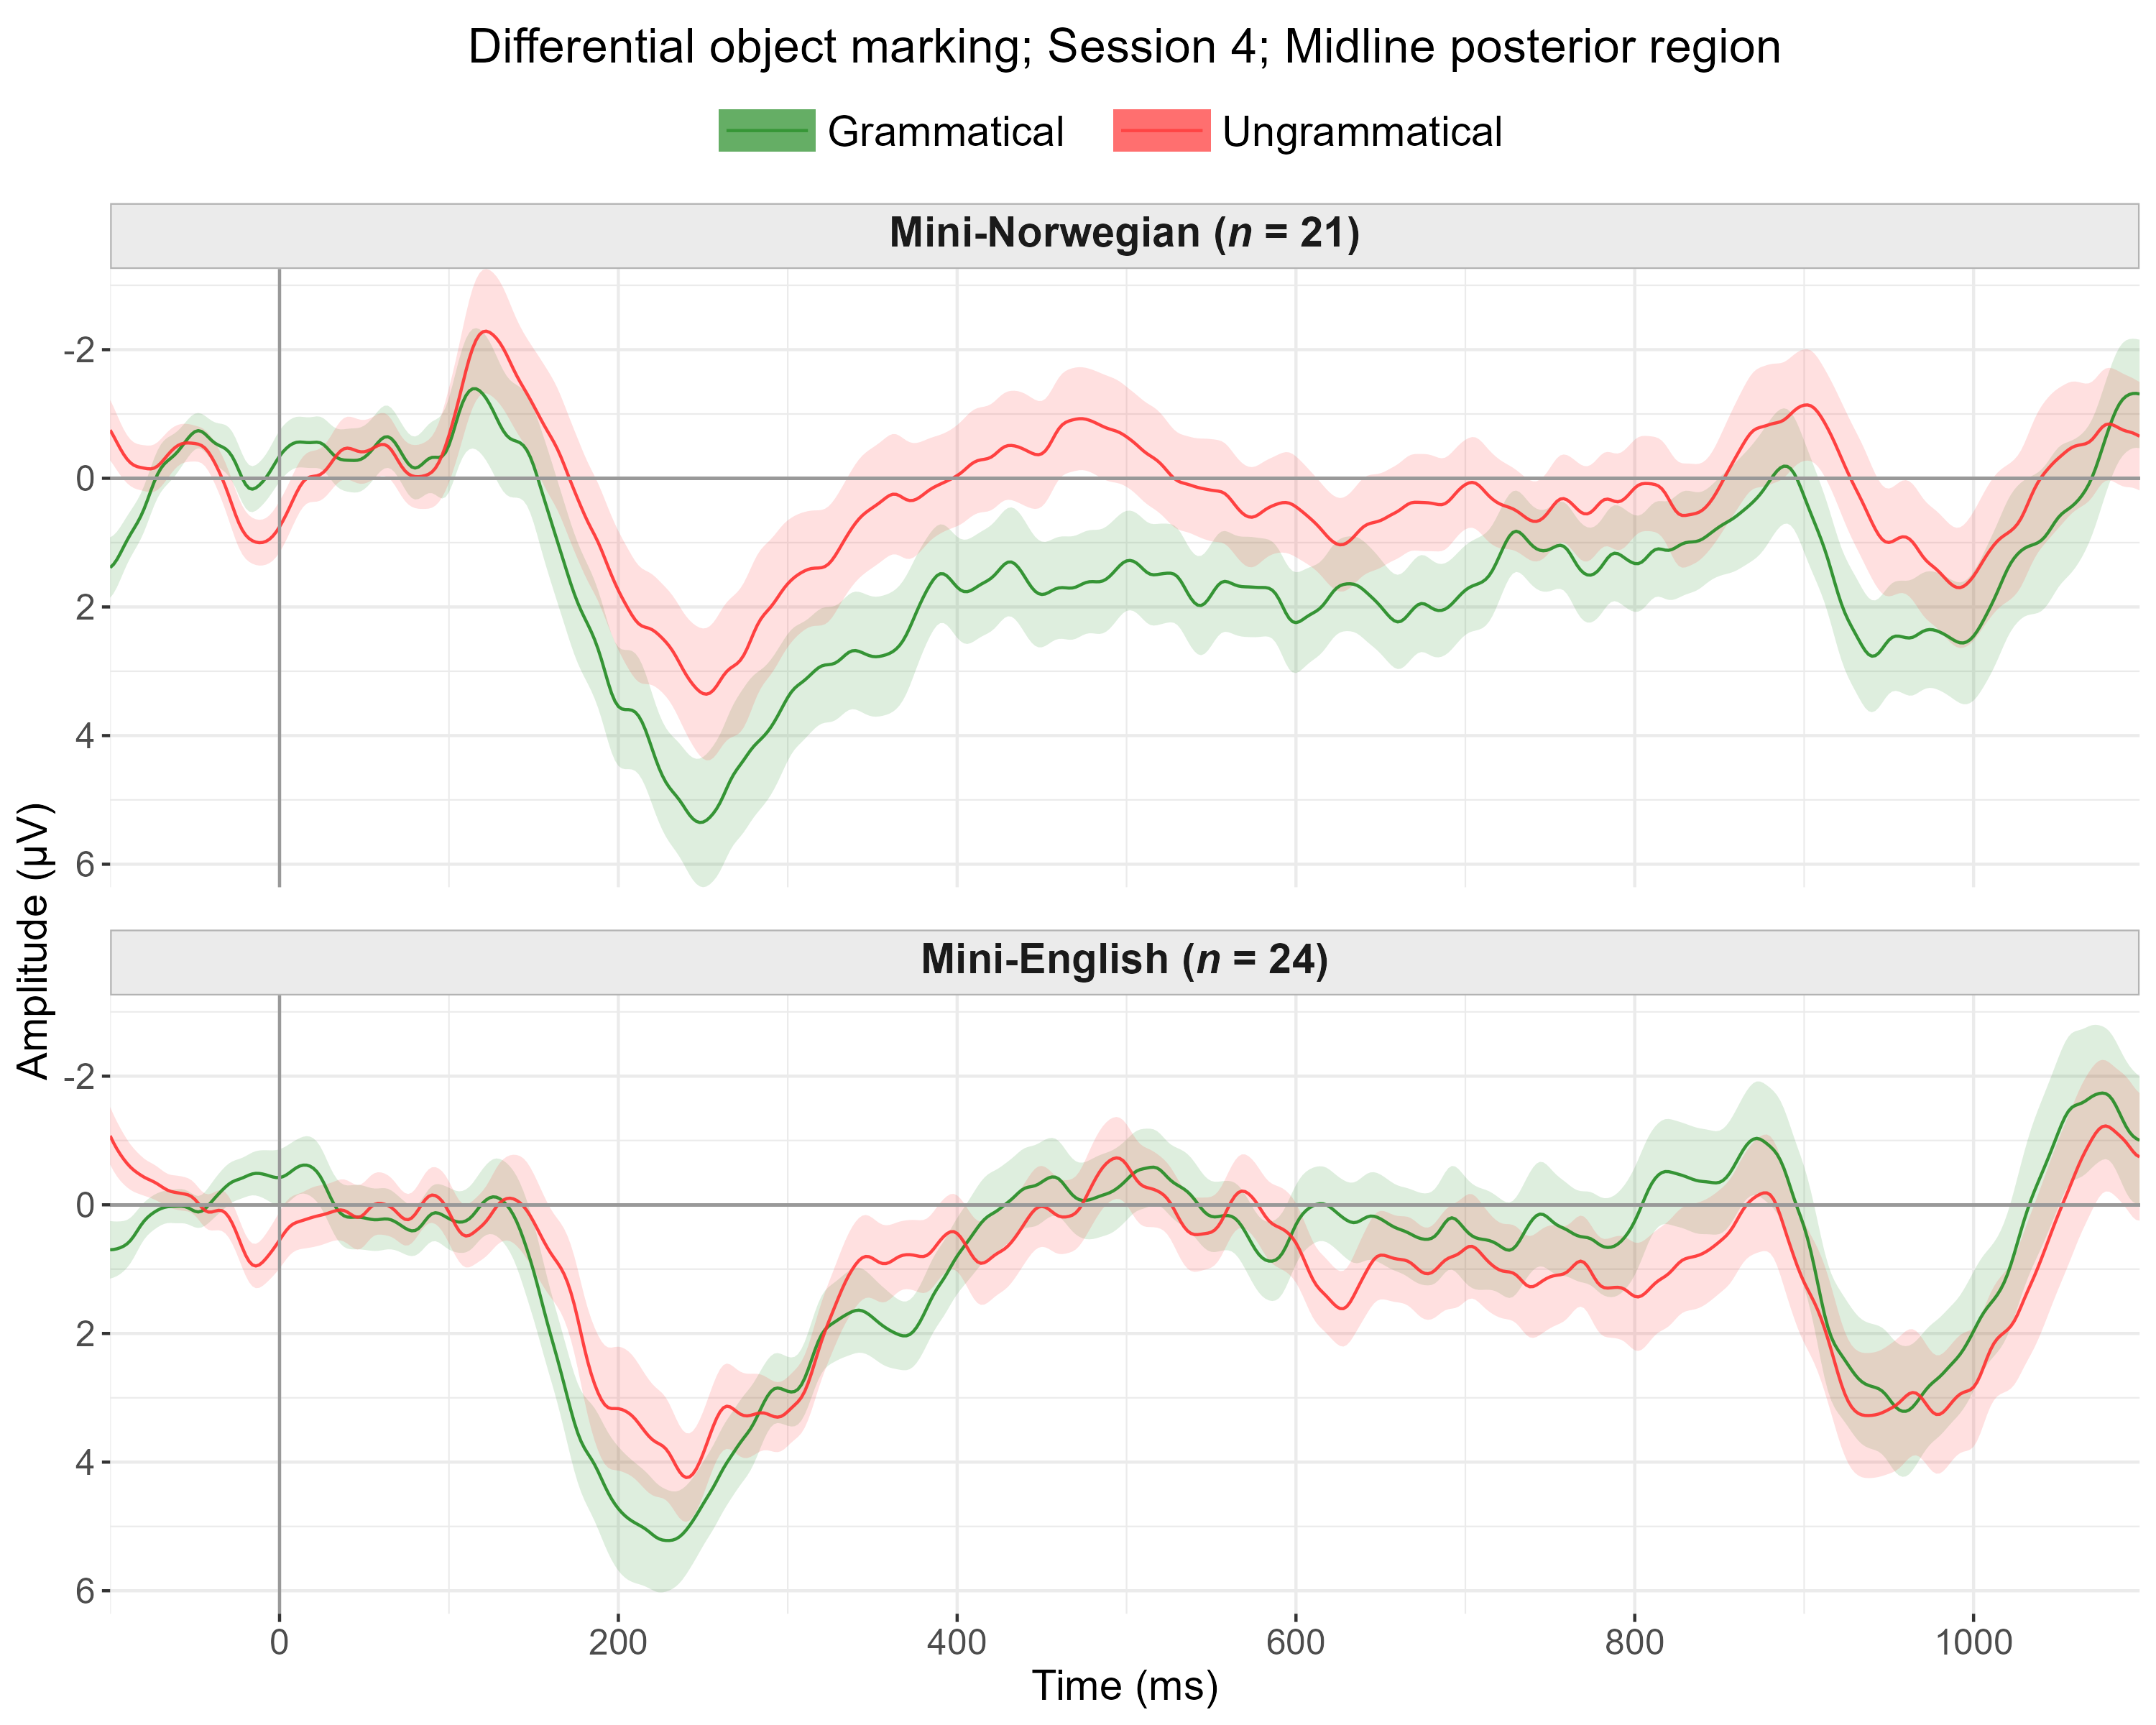 Differential object marking; Session 4; Midline posterior region
Grammatical
Ungrammatical
Mini-Norwegian (n = 21)
-2
0
2
4
6
Mini-English (n = 24)
-2
0
2
4
6
Amplitude (µV)
0
200
400
600
800
1000
Time (ms)